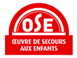 OSE
ŒUVRE DE SECOURS
AUX ENFANTS